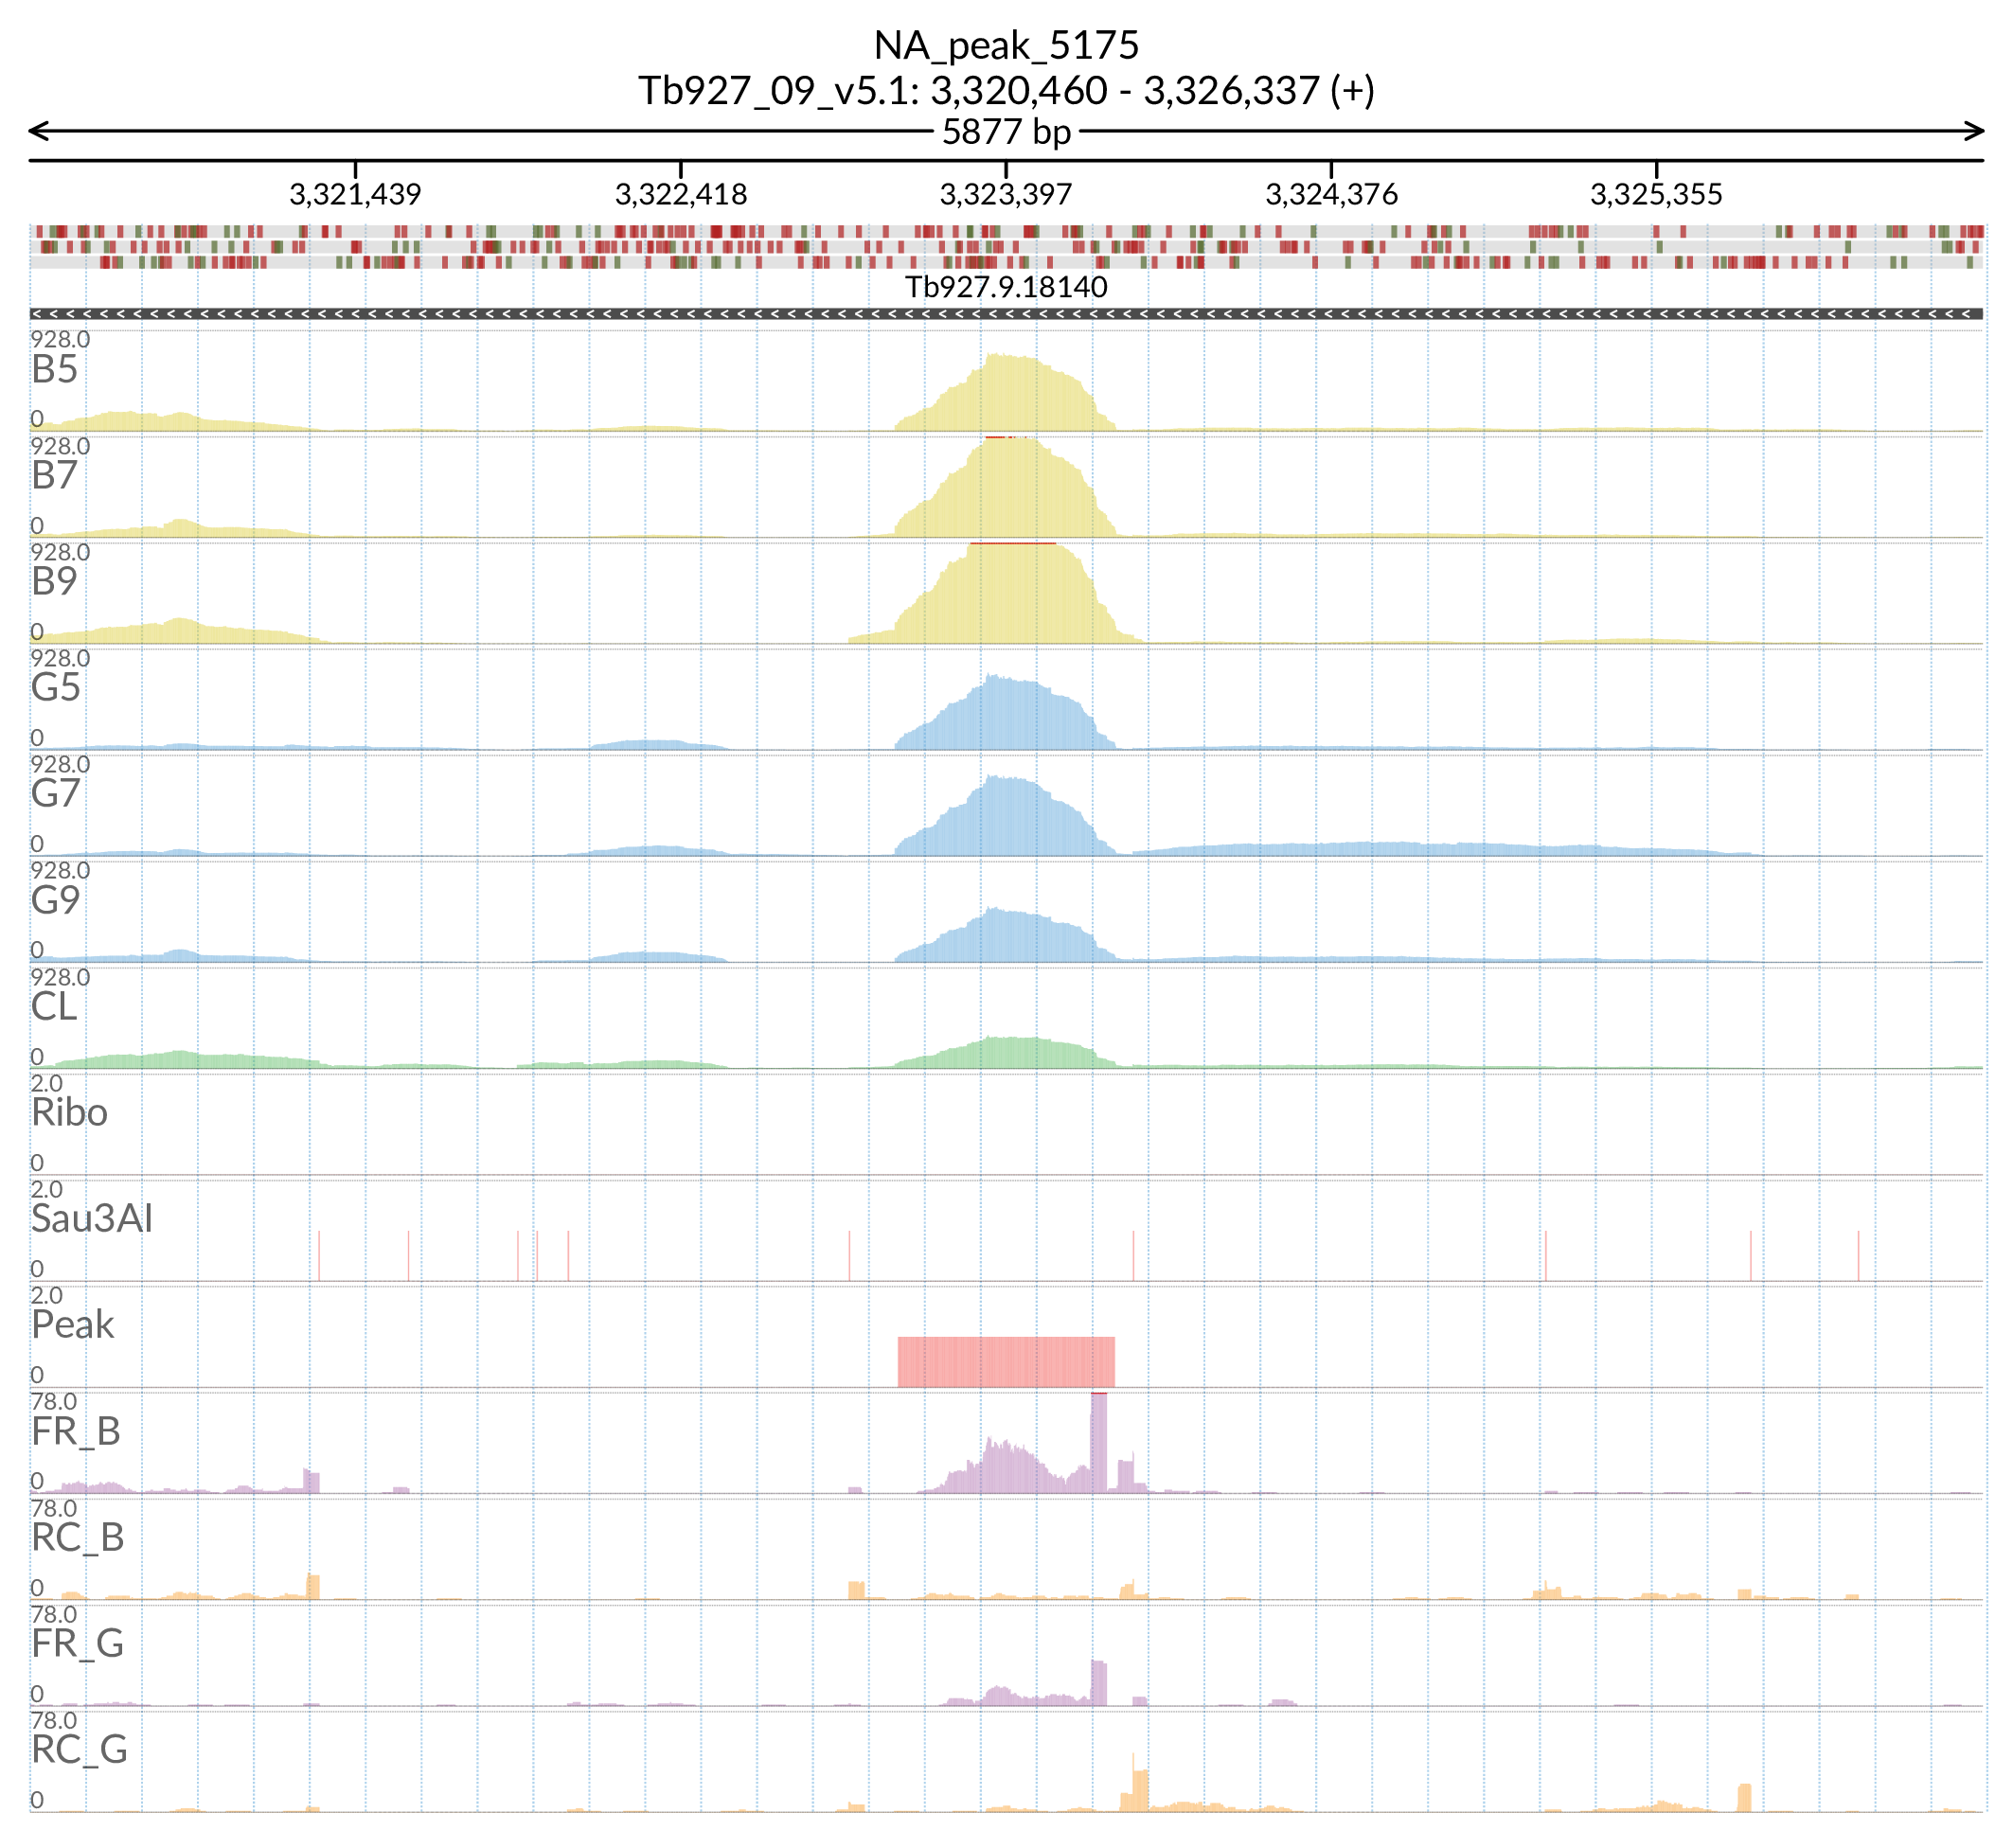 NA_peak_5175
Tb927_09_v5.1: 3,320,460 - 3,326,337 (+)
5877 bp
3,321,439 3,322,418 3,323,397 3,324,376 3,325,355
Tb927.9.18140
928.0
B5
0
928.0
B7
0
928.0
B9
0
928.0
G5
0
928.0
G7
0
928.0
G9
0
928.0
CL
0
2.0
Ribo
0
2.0
Sau3AI
0
2.0
Peak
0
78.0
FR_B
0
78.0
RC_B
0
78.0
FR_G
0
78.0
RC_G
0